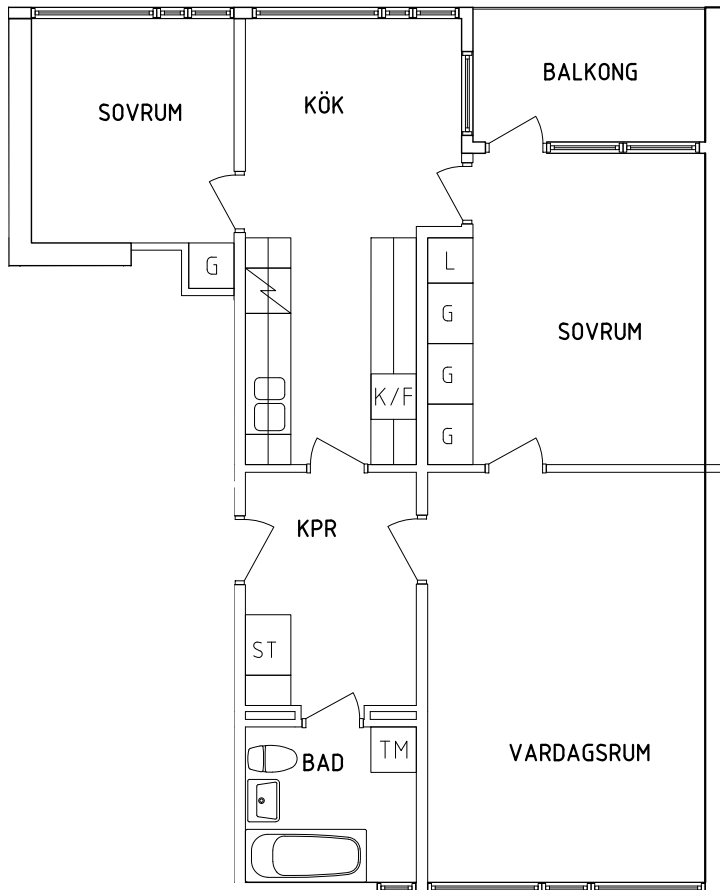 BALKONG
SOVRUM
KÖK
G
L
G
SOVRUM
G
K/F
G
KPR
ST
TM
BAD
VARDAGSRUM